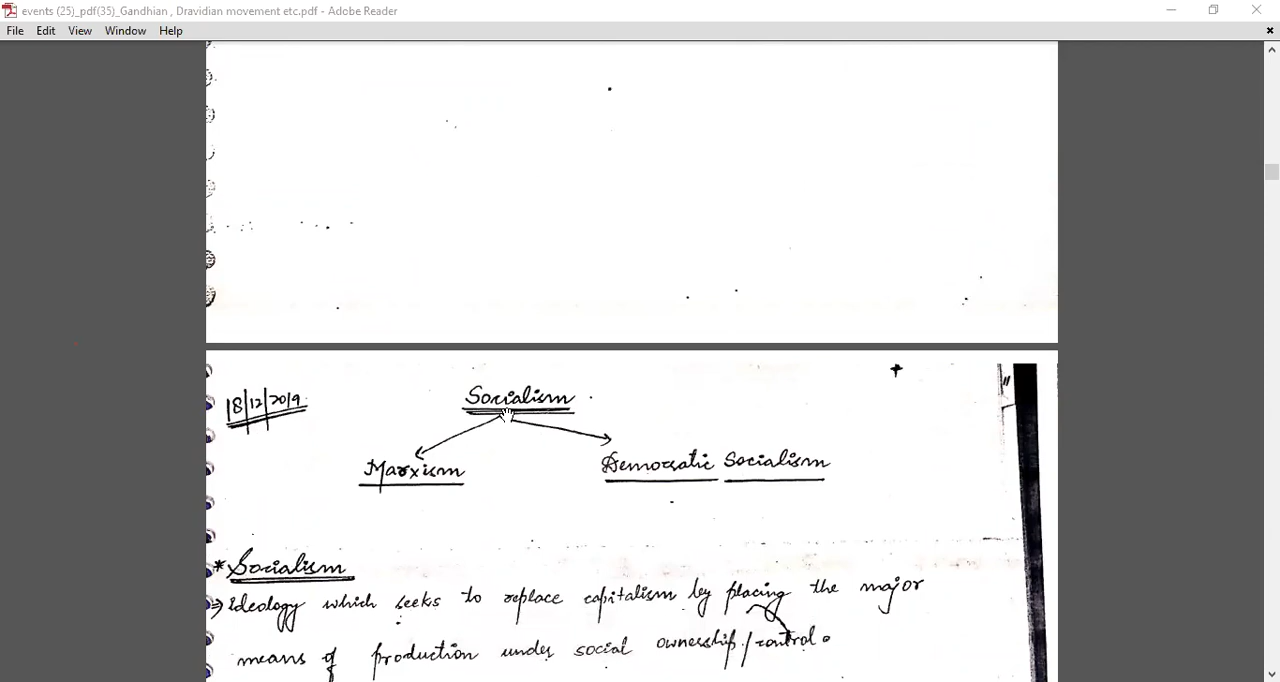 events (25)_pdf(35)_Gandhian , Dravidian movement etc.pdf - Adobe Reader
File Edit View Window Help
18/12/2019
Socialism
Marxism
Democratic Socialism
* Socialism
⇒ ideology which seeks to replace capitalism by placing the major
means of production under social ownership/control.